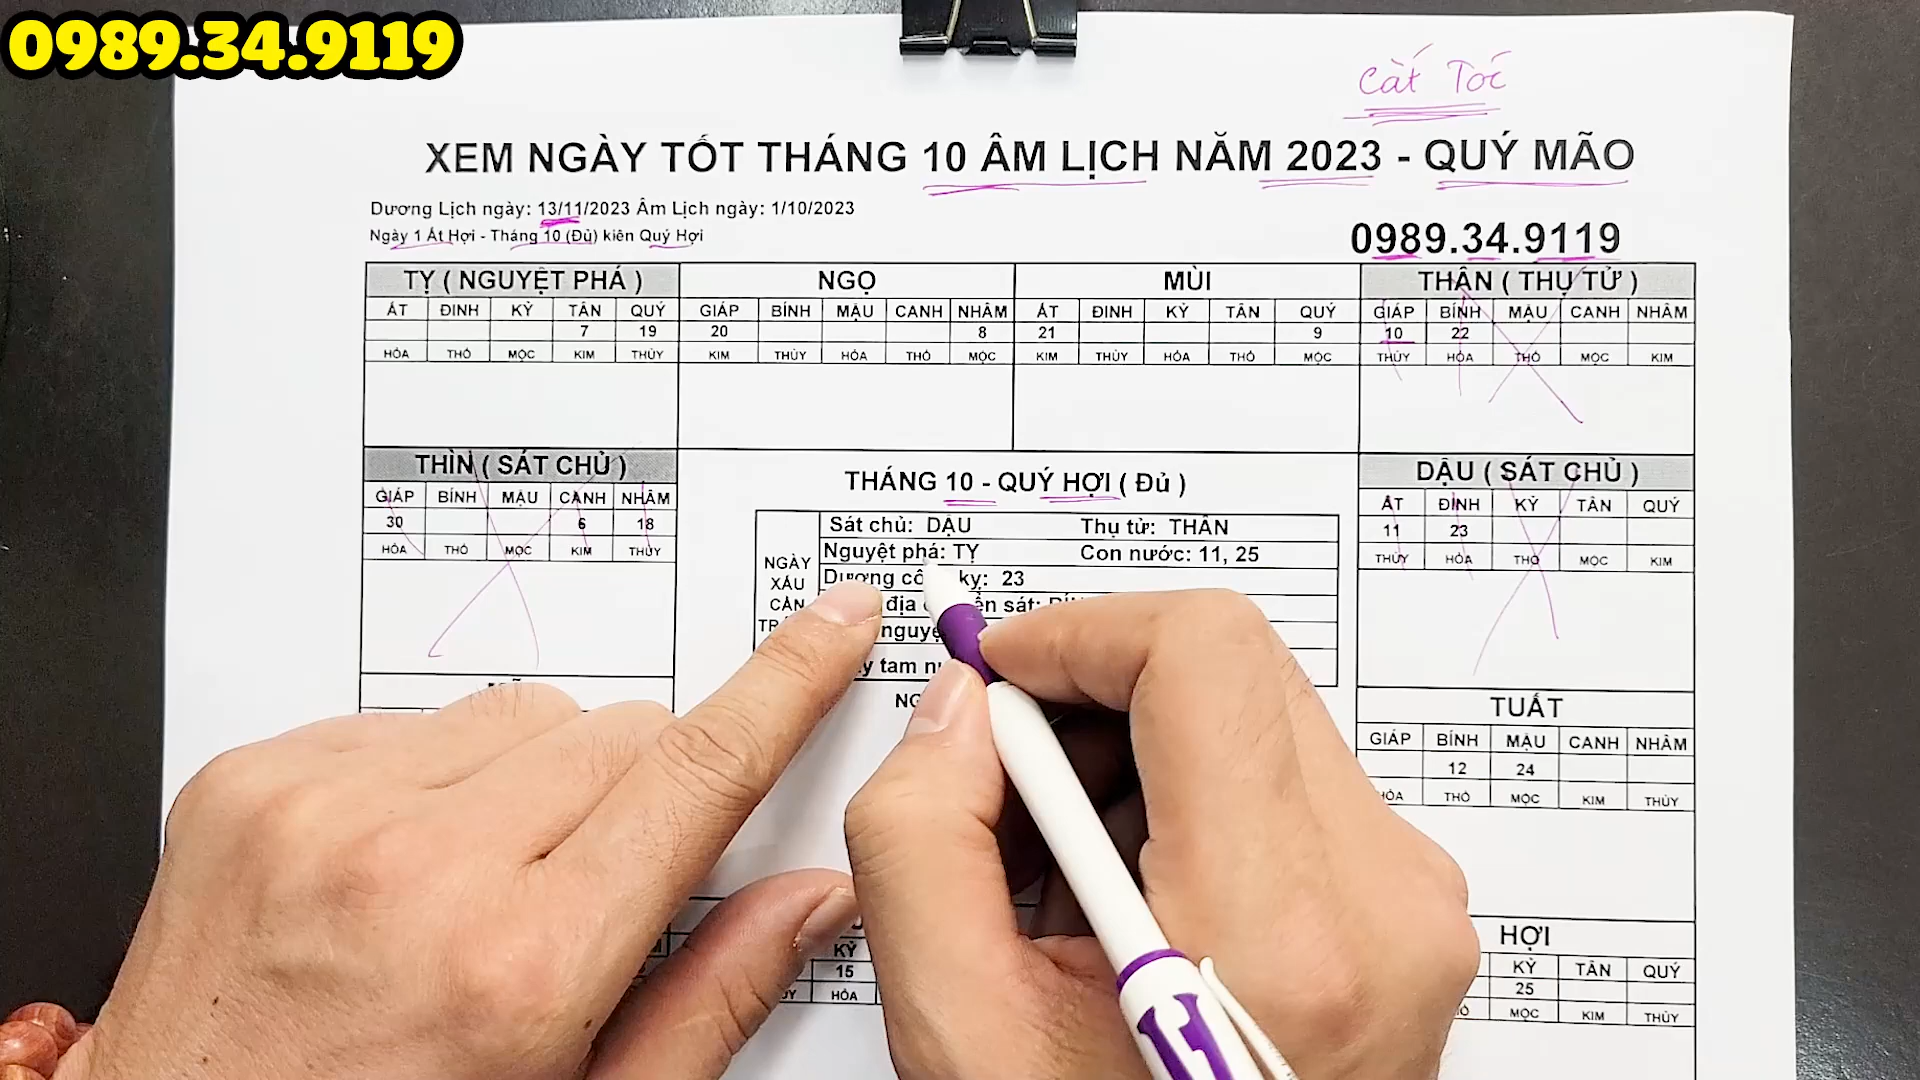 0989.34.9119
Cắt Tóc
XEM NGÀY TỐT THÁNG 10 ÂM LỊCH NĂM 2023 - QUÝ MÃO
Dương Lịch ngày: 13/11/2023 Âm Lịch ngày: 1/10/2023
Ngày 1 Ất Hợi - Tháng 10 (Đủ) kiên Quý Hợi
0989.34.9119
TỴ ( NGUYỆT PHÁ ) NGỌ MÙI THÂN ( THỤ TỬ )
ẤT ĐINH KỶ TÂN QUÝ GIÁP BÍNH MẬU CANH NHÂM ẤT ĐINH KỶ TÂN QUÝ GIÁP BÍNH MẬU CANH NHÂM
7 19 20 8 21 9 10 22
HỎA THỔ MỘC KIM THỦY KIM THỦY HỎA THỔ MỘC KIM THỦY HỎA THỔ MỘC THỦY HỎA THỔ MỘC KIM
THÌN ( SÁT CHỦ )
GIÁP BÍNH MẬU CANH NHÂM
30 6 18
HỎA THỔ MỘC KIM THỦY
THÁNG 10 - QUÝ HỢI ( Đủ )
NGÀY
XẤU
CẦN
Sát chủ: DẬU Thụ tử: THÂN
Nguyệt phá: TỴ Con nước: 11, 25
Dương cô kỵ: 23
địa sát:
nguyệ
tam
DẬU ( SÁT CHỦ )
ẤT ĐINH KỶ TÂN QUÝ
11 23
THỦY HỎA THỔ MỘC KIM
TUẤT
GIÁP BÍNH MẬU CANH NHÂM
12 24
HỎA THỔ MỘC KIM THỦY
KỶ
15
HỎA
HỢI
KỶ TÂN QUÝ
25
MỘC KIM THỦY